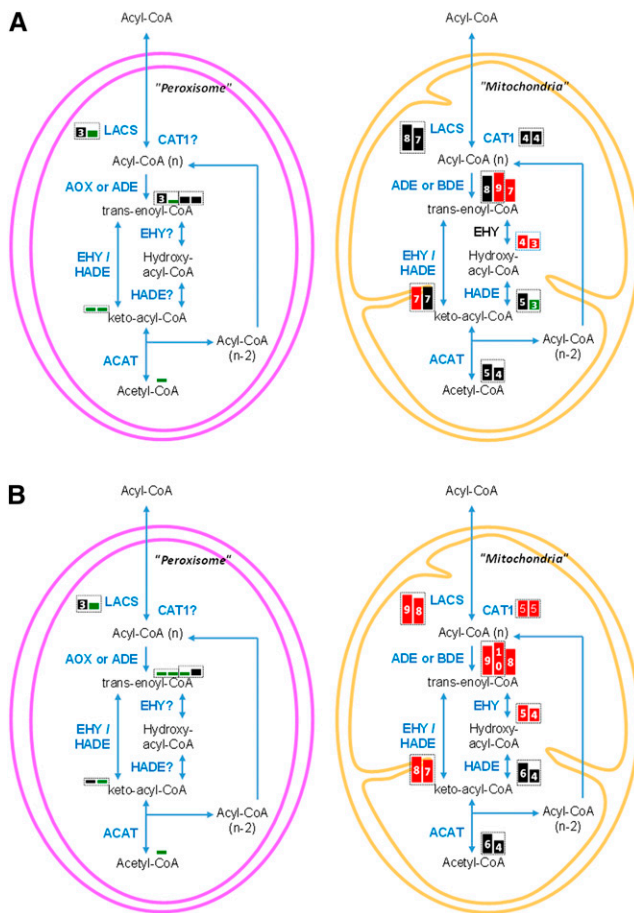 A
Acyl-CoA
"Peroxisome"
3
LACS
CAT1?
Acyl-CoA (n)
AOX or ADE
3
trans-enoyl-CoA
EHY?
EHY /
HADE
Hydroxy-
acyl-CoA
HADE?
keto-acyl-CoA
ACAT
Acyl-CoA
(n-2)
Acetyl-CoA
Acyl-CoA
"Mitochondria"
8 7
LACS
CAT1
4 4
Acyl-CoA (n)
ADE or BDE
8 9 7
trans-enoyl-CoA
EHY
4 3
EHY /
HADE
Hydroxy-
acyl-CoA
HADE
5 3
7 7
keto-acyl-CoA
ACAT
Acyl-CoA
(n-2)
5 4
Acetyl-CoA
B
Acyl-CoA
"Peroxisome"
3
LACS
CAT1?
Acyl-CoA (n)
AOX or ADE
trans-enoyl-CoA
EHY?
EHY /
HADE
Hydroxy-
acyl-CoA
HADE?
keto-acyl-CoA
ACAT
Acyl-CoA
(n-2)
Acetyl-CoA
Acyl-CoA
"Mitochondria"
9 8
LACS
CAT1
5 5
Acyl-CoA (n)
ADE or BDE
9 10 8
trans-enoyl-CoA
EHY
5 4
EHY /
HADE
Hydroxy-
acyl-CoA
HADE
6 4
8 7
keto-acyl-CoA
ACAT
Acyl-CoA
(n-2)
6 4
Acetyl-CoA